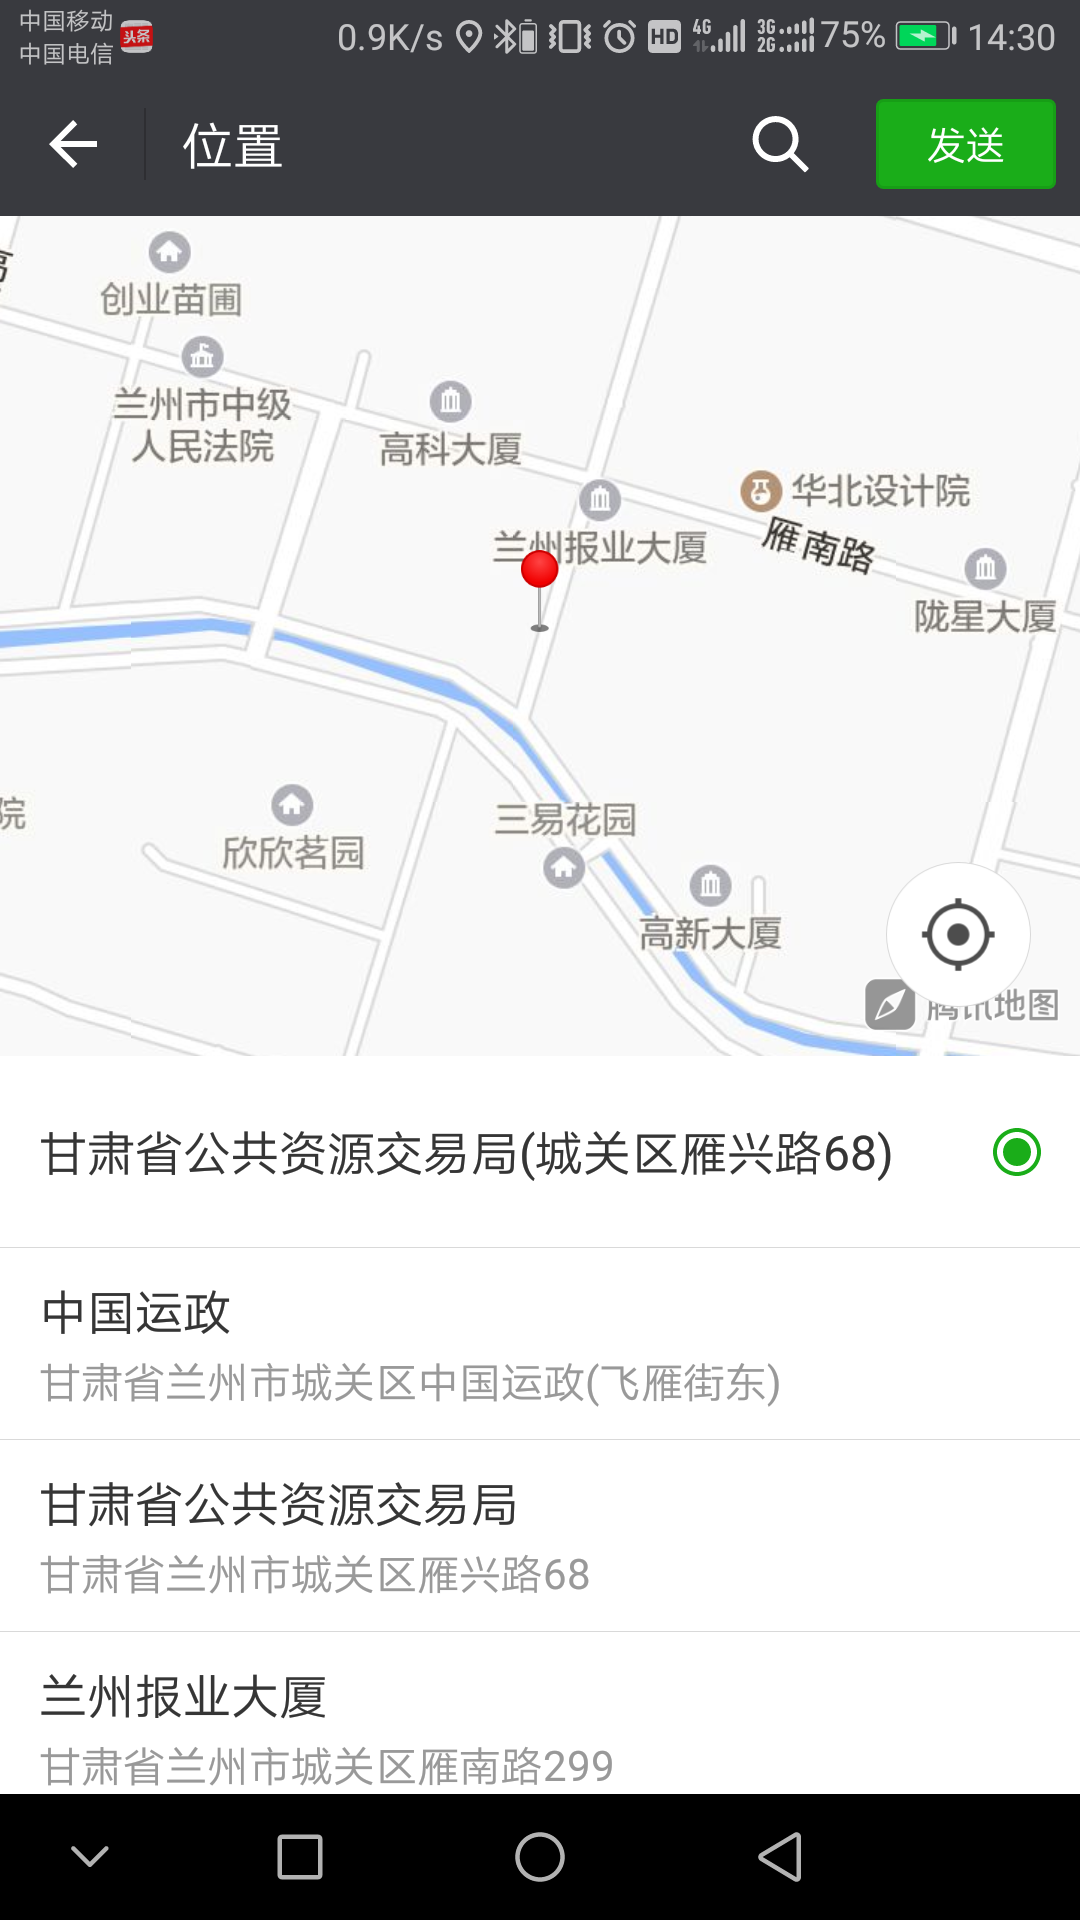 中国移动
中国电信
头条
0.9K/s
HD
4G
3G
2G
75%
14:30
位置
发送
创业苗圃
兰州市中级
人民法院
高科大厦
华北设计院
兰州报业大厦
雁南路
陇星大厦
院
三易花园
欣欣茗园
高新大厦
腾讯地图
甘肃省公共资源交易局(城关区雁兴路68)
中国运政
甘肃省兰州市城关区中国运政(飞雁街东)
甘肃省公共资源交易局
甘肃省兰州市城关区雁兴路68
兰州报业大厦
甘肃省兰州市城关区雁南路299